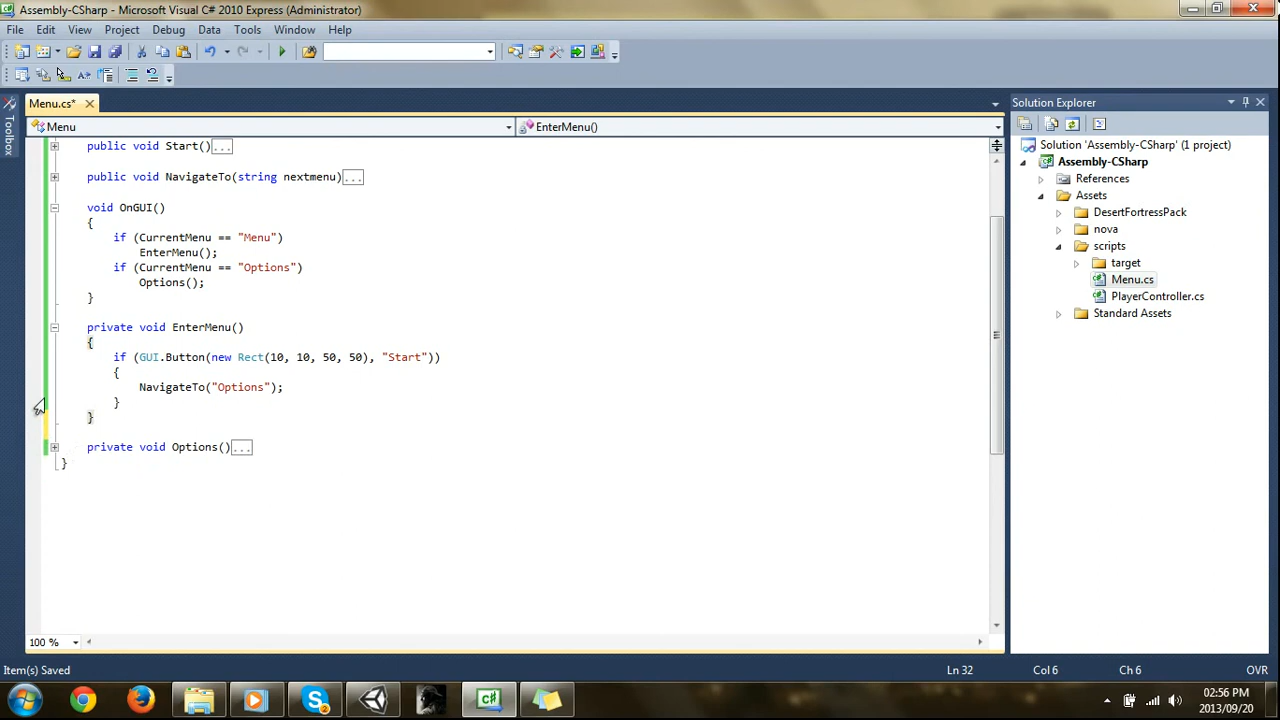 Assembly-CSharp - Microsoft Visual C# 2010 Express (Administrator)
File Edit View Project Debug Data Tools Window Help
Menu.cs*
Solution Explorer
Toolbox
Menu
EnterMenu()
public void Start()...
public void NavigateTo(string nextmenu)...
void OnGUI()
{
if (CurrentMenu == "Menu")
EnterMenu();
if (CurrentMenu == "Options")
Options();
}
private void EnterMenu()
{
if (GUI.Button(new Rect(10, 10, 50, 50), "Start"))
{
NavigateTo("Options");
}
}
private void Options()...
}
Solution 'Assembly-CSharp' (1 project)
Assembly-CSharp
References
Assets
DesertFortressPack
nova
scripts
target
Menu.cs
PlayerController.cs
Standard Assets
100 %
Item(s) Saved
Ln 32 Col 6 Ch 6 OVR
02:56 PM
2013/09/20